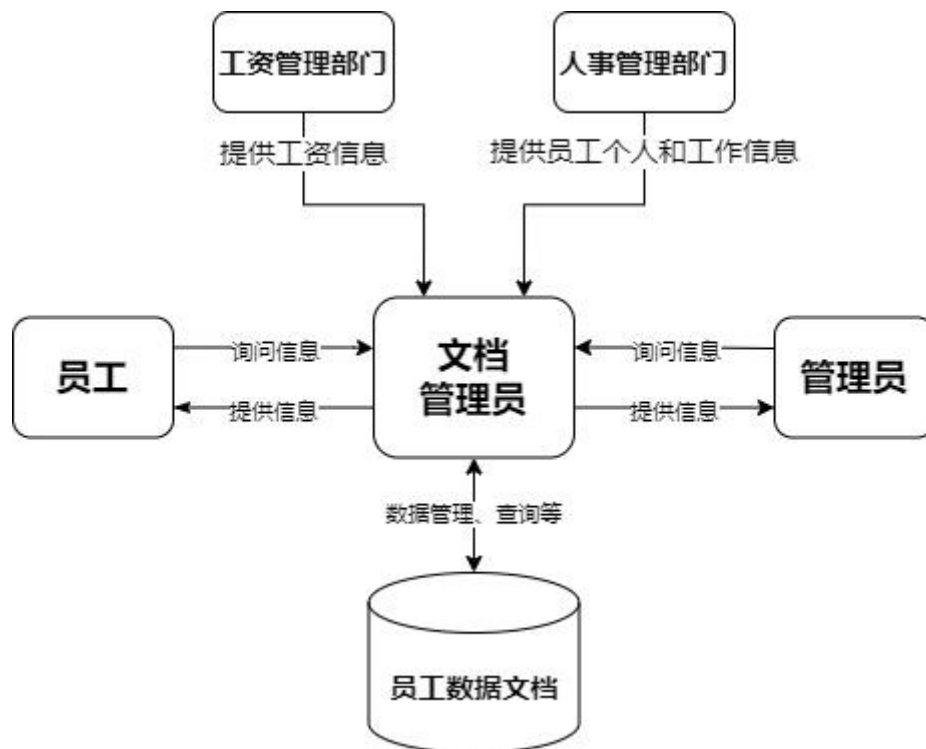 工资管理部门
人事管理部门
提供工资信息
提供员工个人和工作信息
员工
询问信息
提供信息
文档
管理员
询问信息
提供信息
管理员
数据管理、查询等
员工数据文档